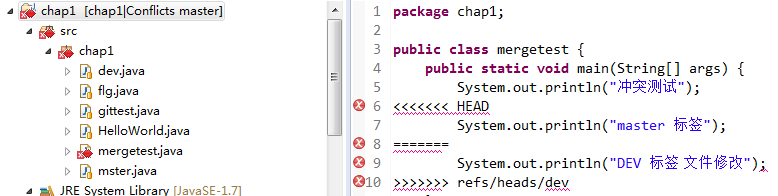 chap1 [chap1|Conflicts master]
src
chap1
dev.java
flg.java
gittest.java
HelloWorld.java
mergetest.java
mster.java
JRE System Library [JavaSE-1.7]
1 package chap1;
2
3 public class mergetest {
4 public static void main(String[] args) {
5 System.out.println("冲突测试");
6 <<<<<<< HEAD
7 System.out.println("master 标签");
8 =======
9 System.out.println("DEV 标签 文件修改");
10 >>>>>>> refs/heads/dev